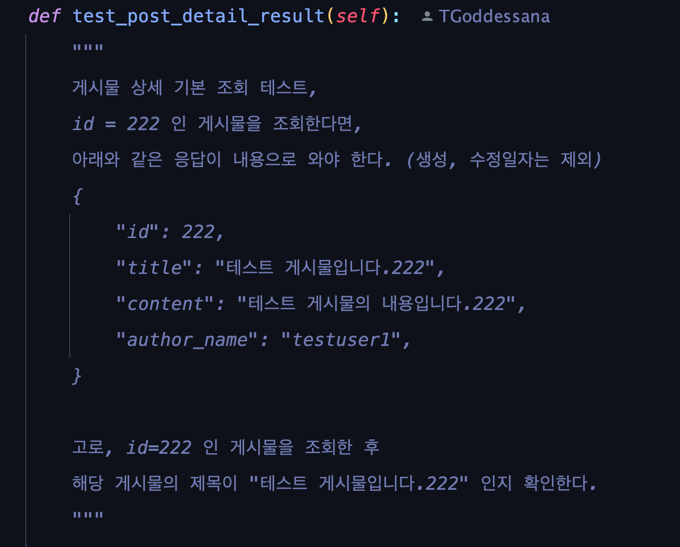 def test_post_detail_result(self): TGoddessana
"""
게시물 상세 기본 조회 테스트,
id = 222 인 게시물을 조회한다면,
아래와 같은 응답이 내용으로 와야 한다. (생성, 수정일자는 제외)
{
"id": 222,
"title": "테스트 게시물입니다.222",
"content": "테스트 게시물의 내용입니다.222",
"author_name": "testuser1",
}
고로, id=222 인 게시물을 조회한 후
해당 게시물의 제목이 "테스트 게시물입니다.222" 인지 확인한다.
"""